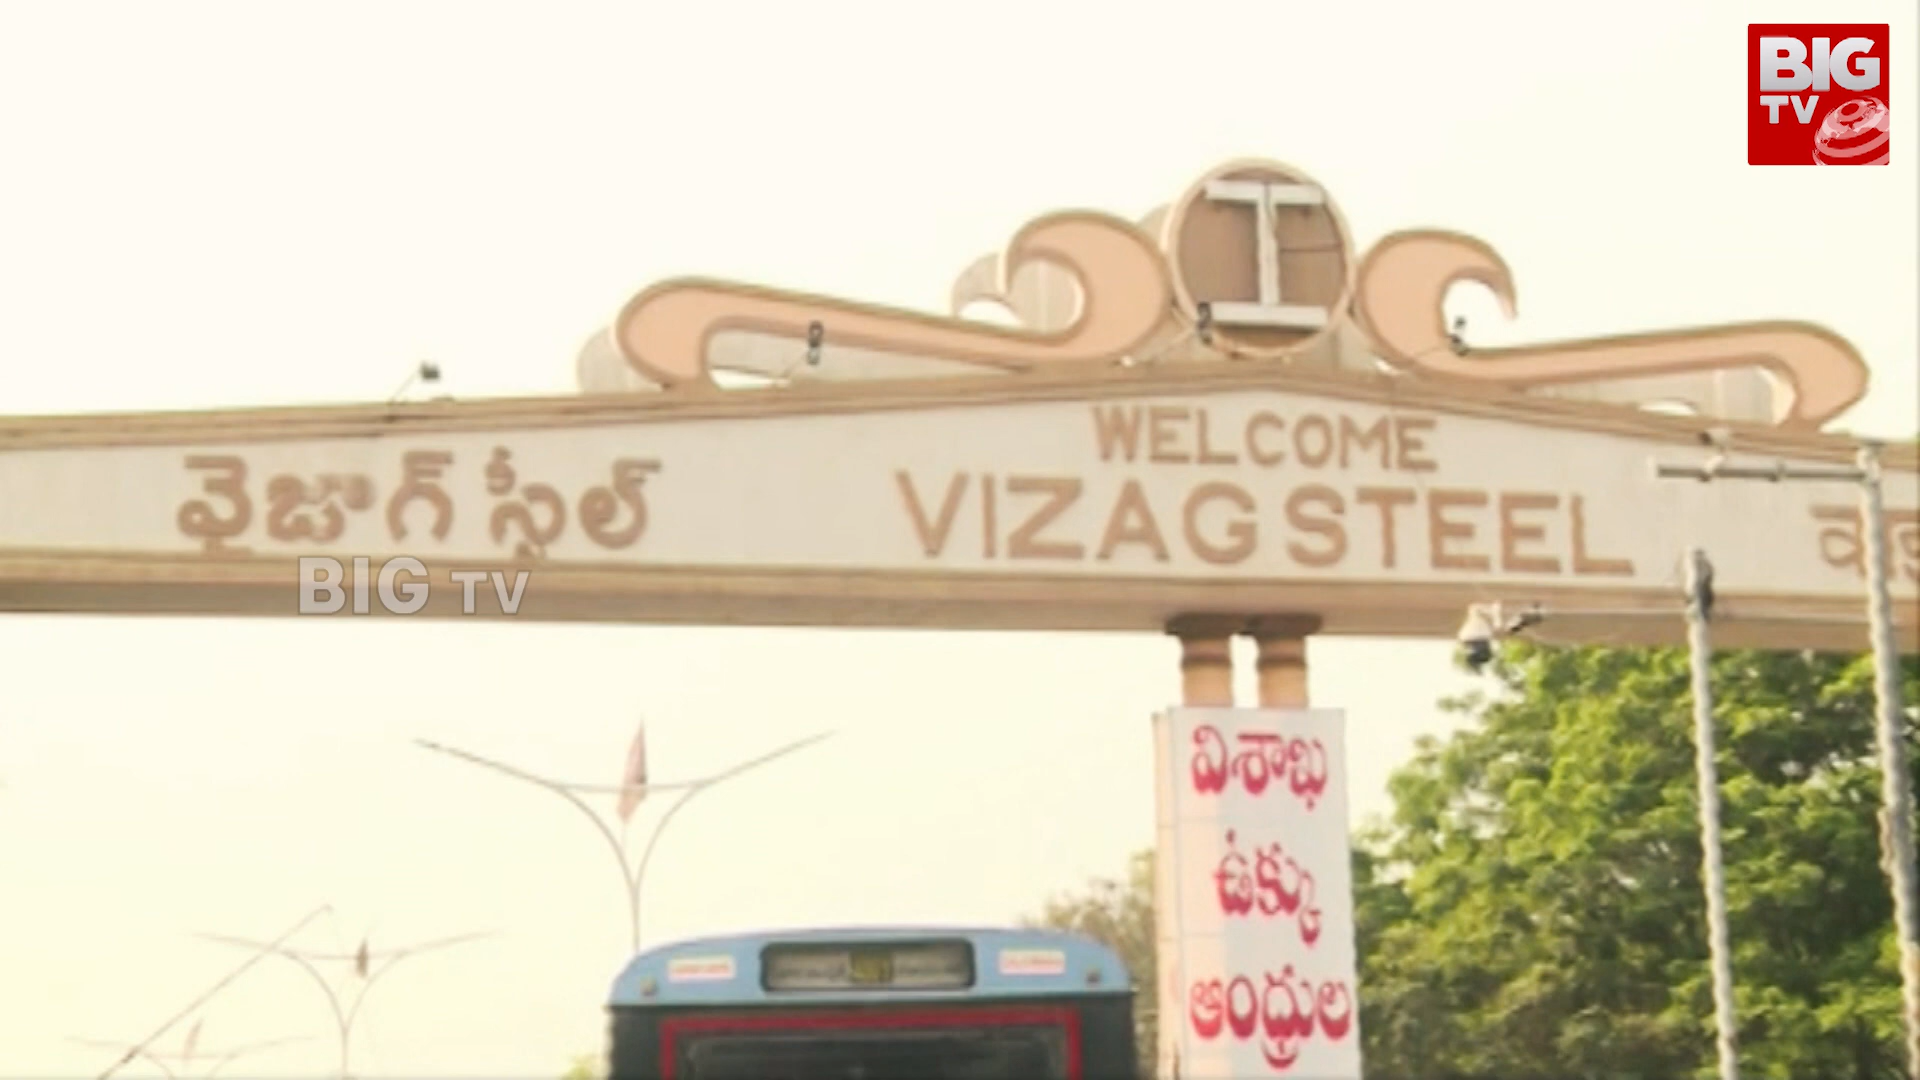 BIG
TV
WELCOME
వైజాగ్ స్టీల్
VIZAG STEEL
BIG TV
విశాఖ
ఉక్కు
ఆంధ్రుల